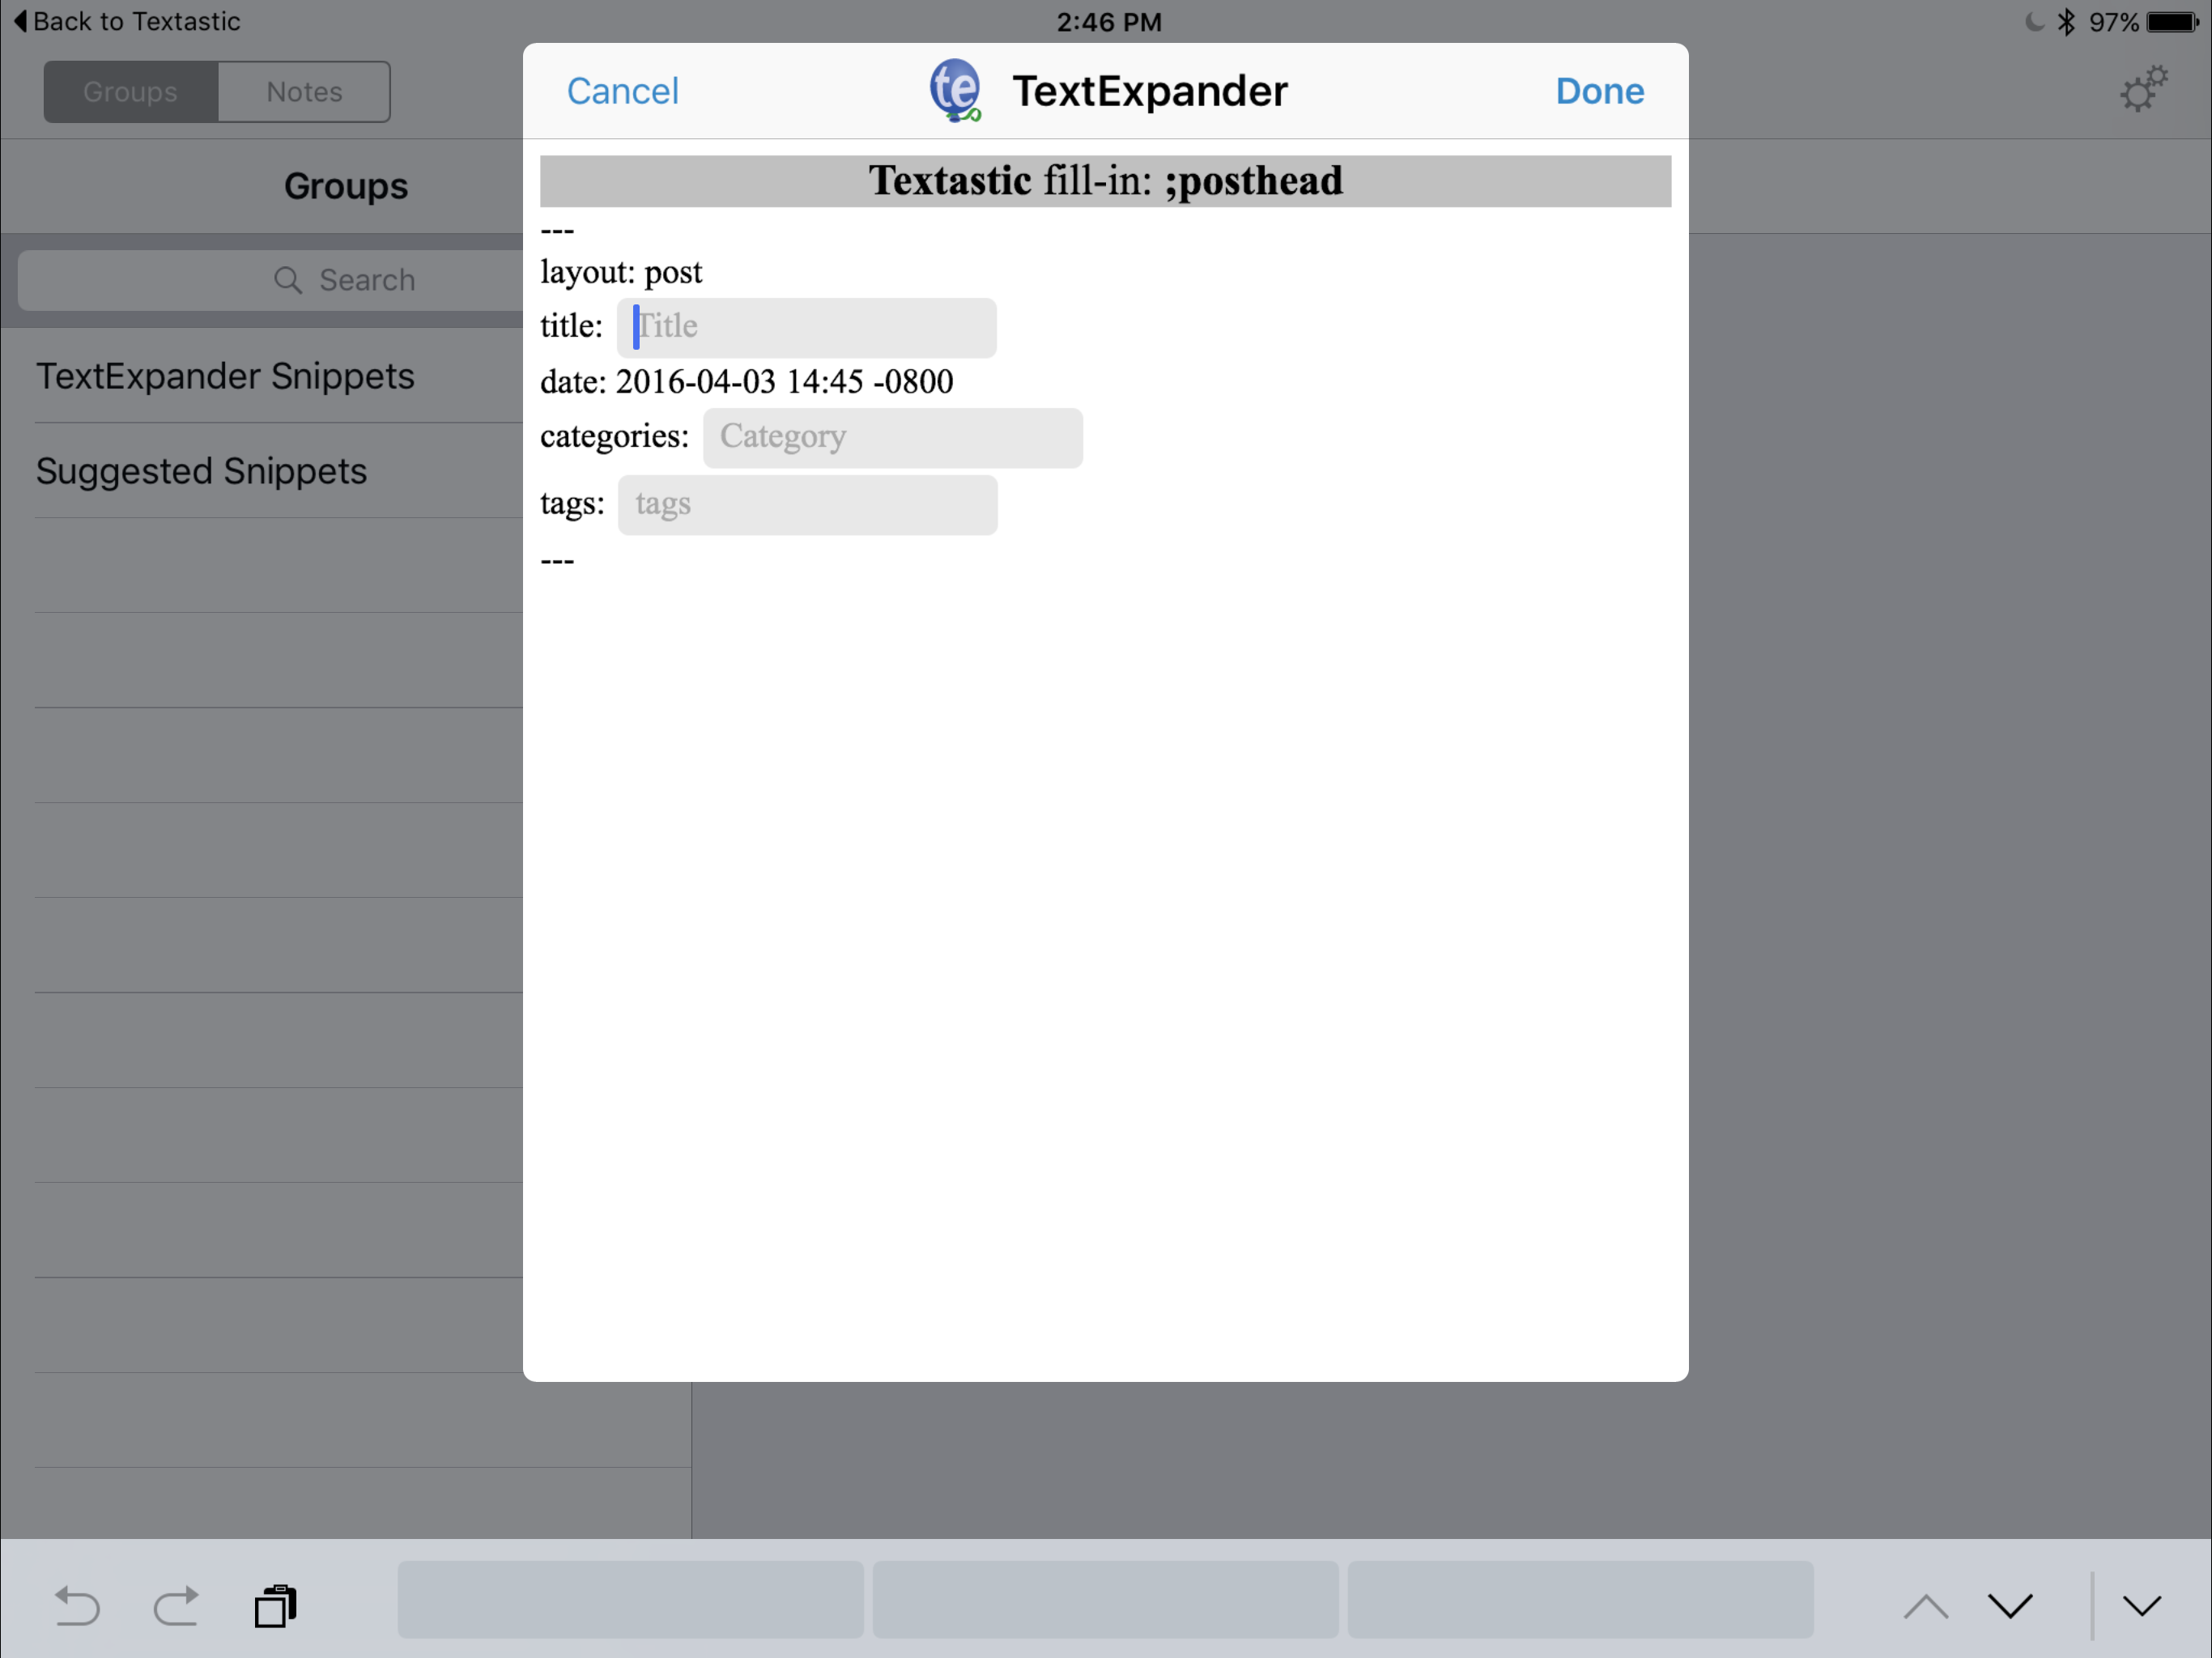 Back to Textastic
2:46 PM
97%
Groups
Notes
Cancel
te
TextExpander
Done
Groups
Search
TextExpander Snippets
Suggested Snippets
Textastic fill-in: ;posthead
---
layout: post
title: Title
date: 2016-04-03 14:45 -0800
categories: Category
tags: tags
---